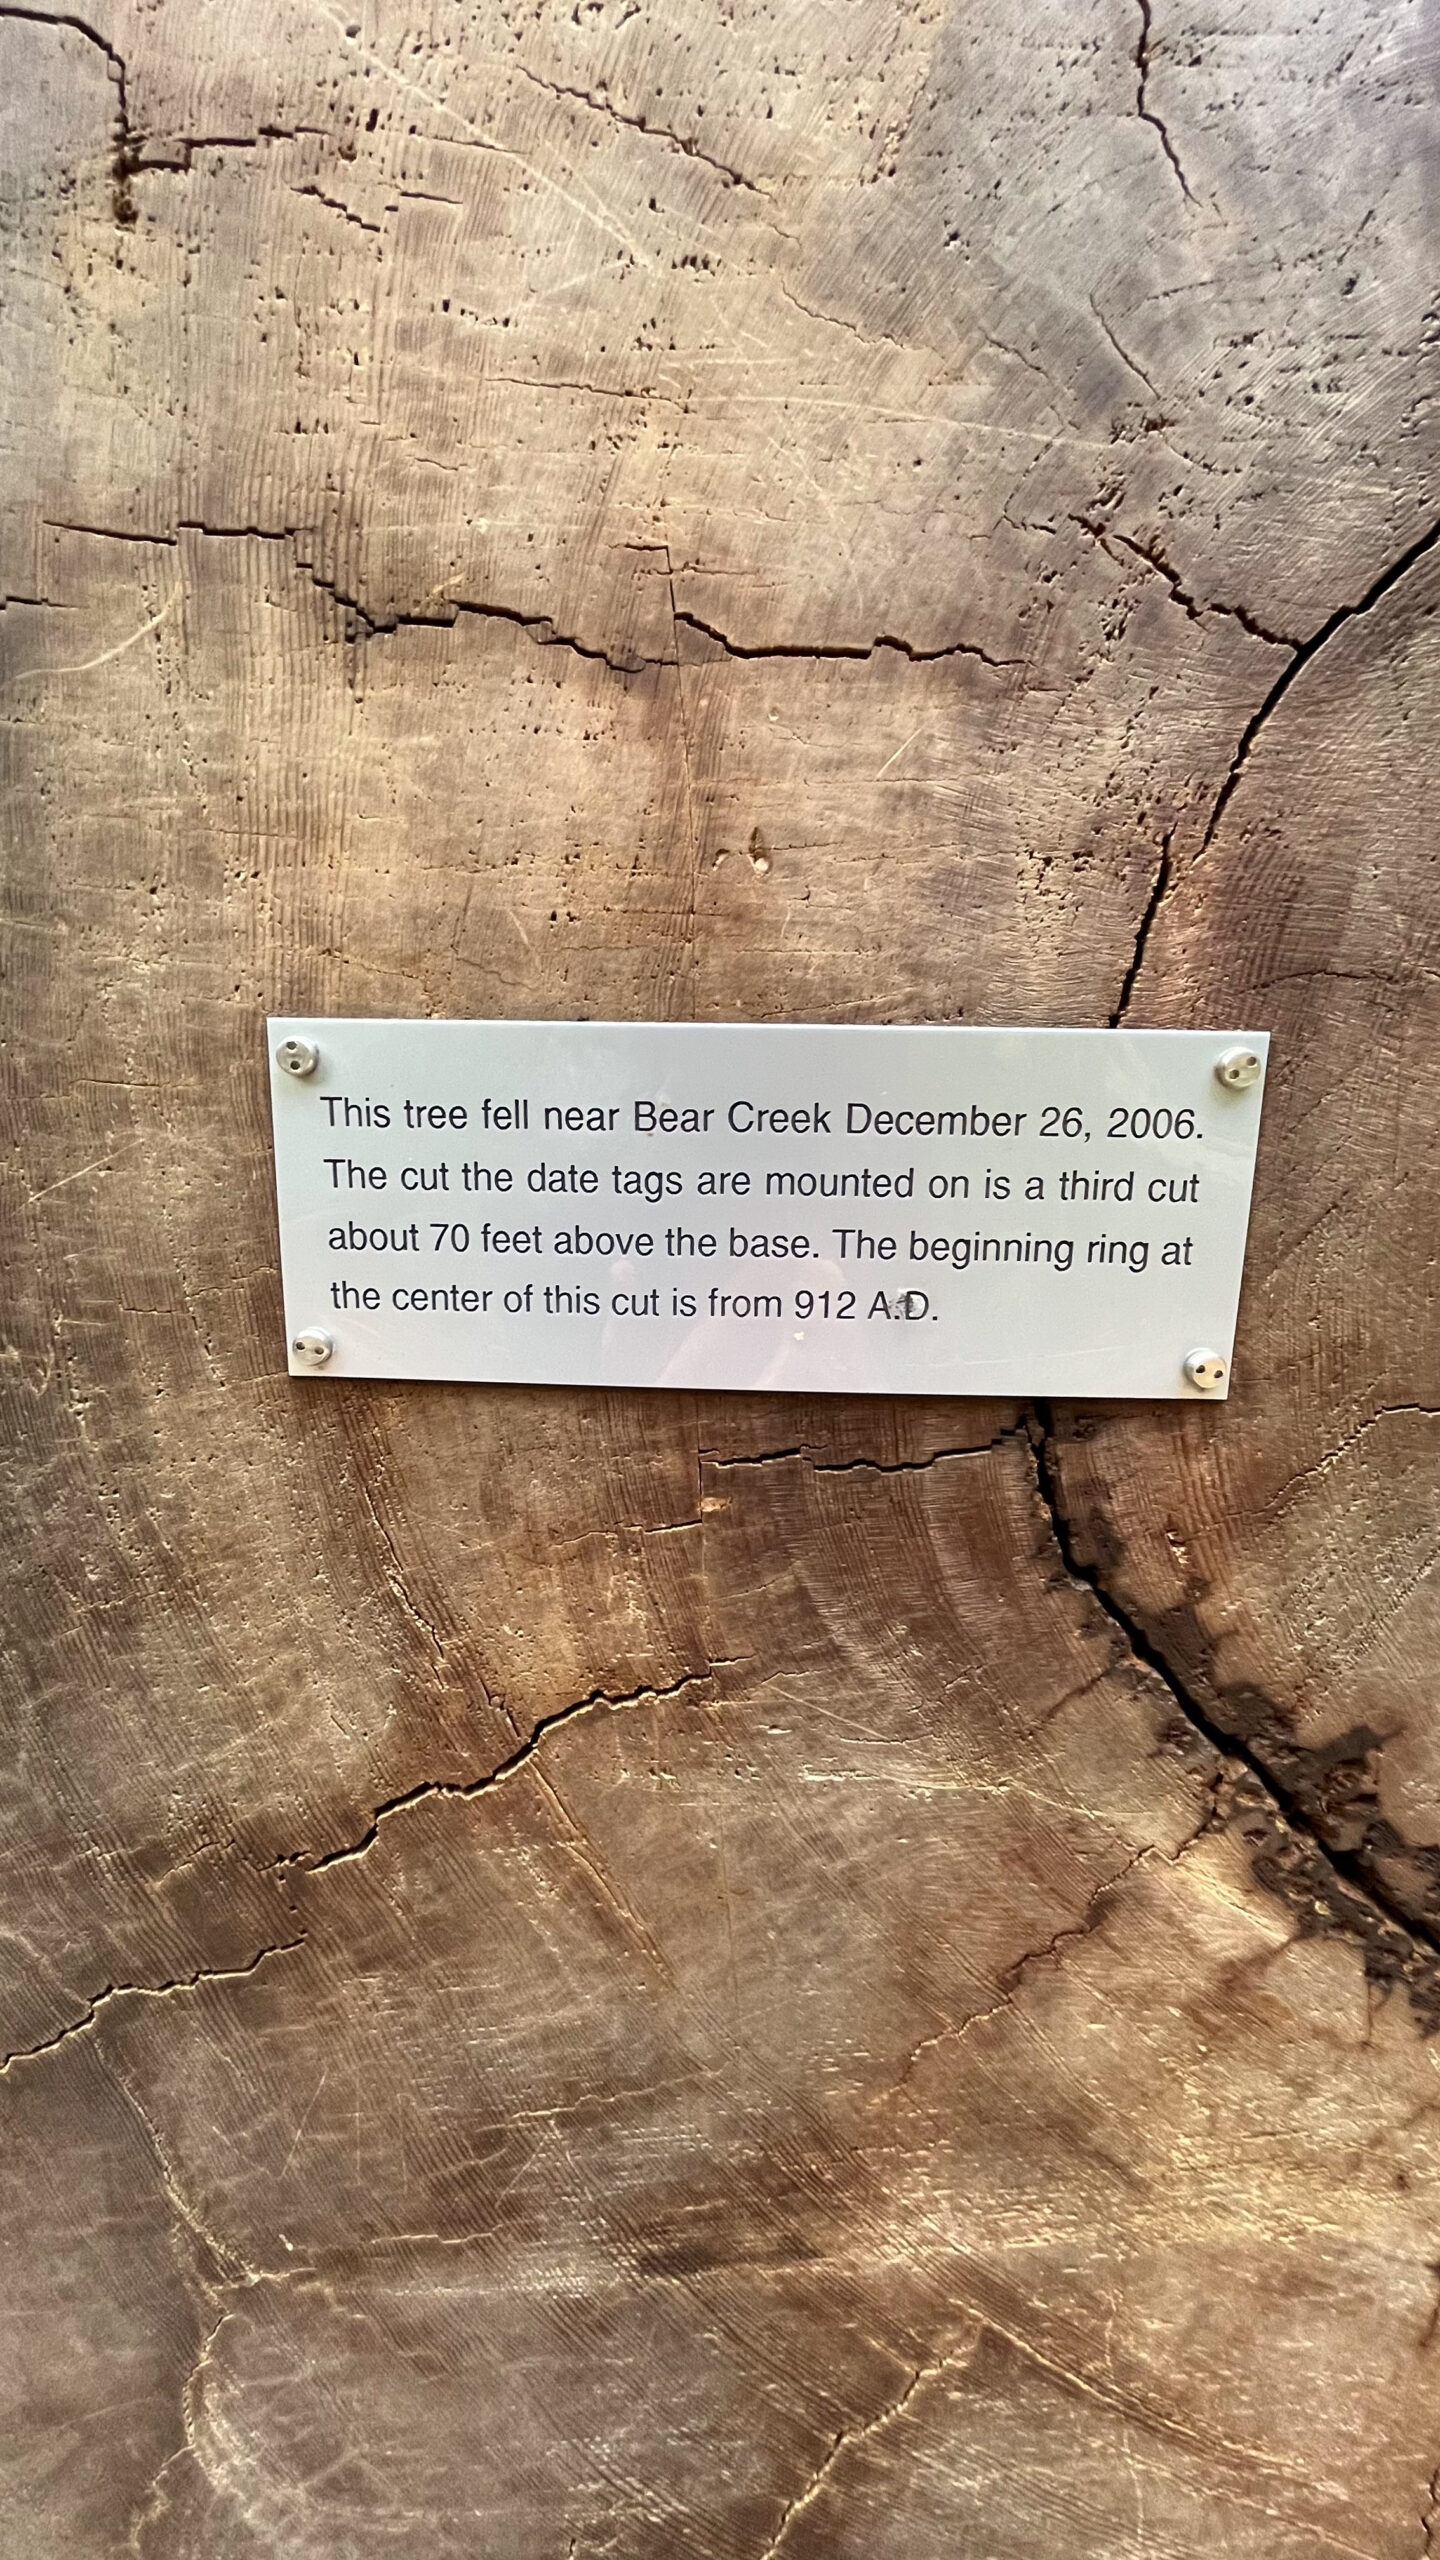 This tree fell near Bear Creek December 26, 2006.
The cut the date tags are mounted on is a third cut
about 70 feet above the base. The beginning ring at
the center of this cut is from 912 A.D.